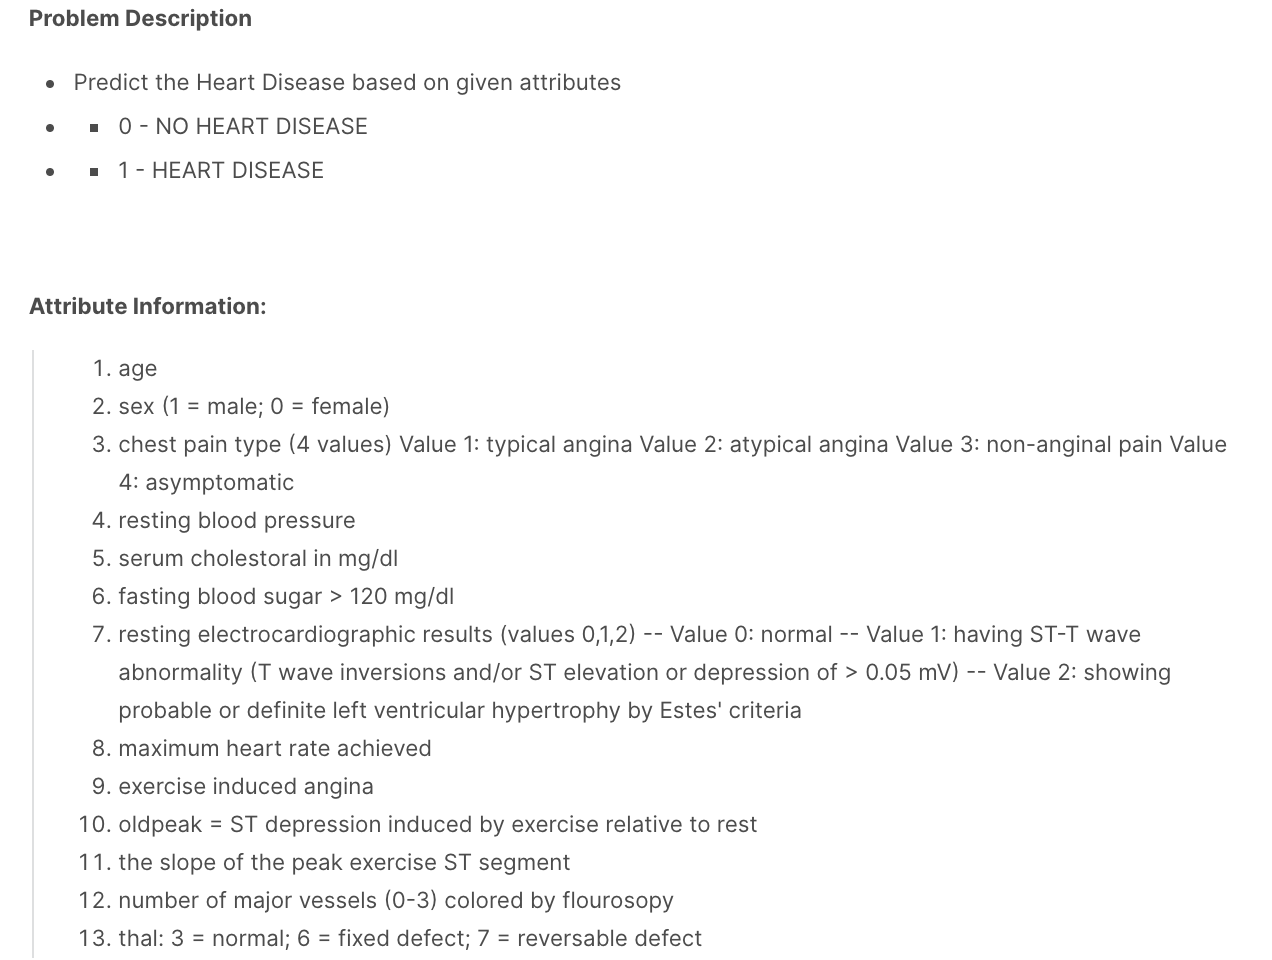 Problem Description
• Predict the Heart Disease based on given attributes
• ▪ 0 - NO HEART DISEASE
• ▪ 1 - HEART DISEASE
Attribute Information:
1. age
2. sex (1 = male; 0 = female)
3. chest pain type (4 values) Value 1: typical angina Value 2: atypical angina Value 3: non-anginal pain Value
4: asymptomatic
4. resting blood pressure
5. serum cholestoral in mg/dl
6. fasting blood sugar > 120 mg/dl
7. resting electrocardiographic results (values 0,1,2) -- Value 0: normal -- Value 1: having ST-T wave
abnormality (T wave inversions and/or ST elevation or depression of > 0.05 mV) -- Value 2: showing
probable or definite left ventricular hypertrophy by Estes' criteria
8. maximum heart rate achieved
9. exercise induced angina
10. oldpeak = ST depression induced by exercise relative to rest
11. the slope of the peak exercise ST segment
12. number of major vessels (0-3) colored by flourosopy
13. thal: 3 = normal; 6 = fixed defect; 7 = reversable defect